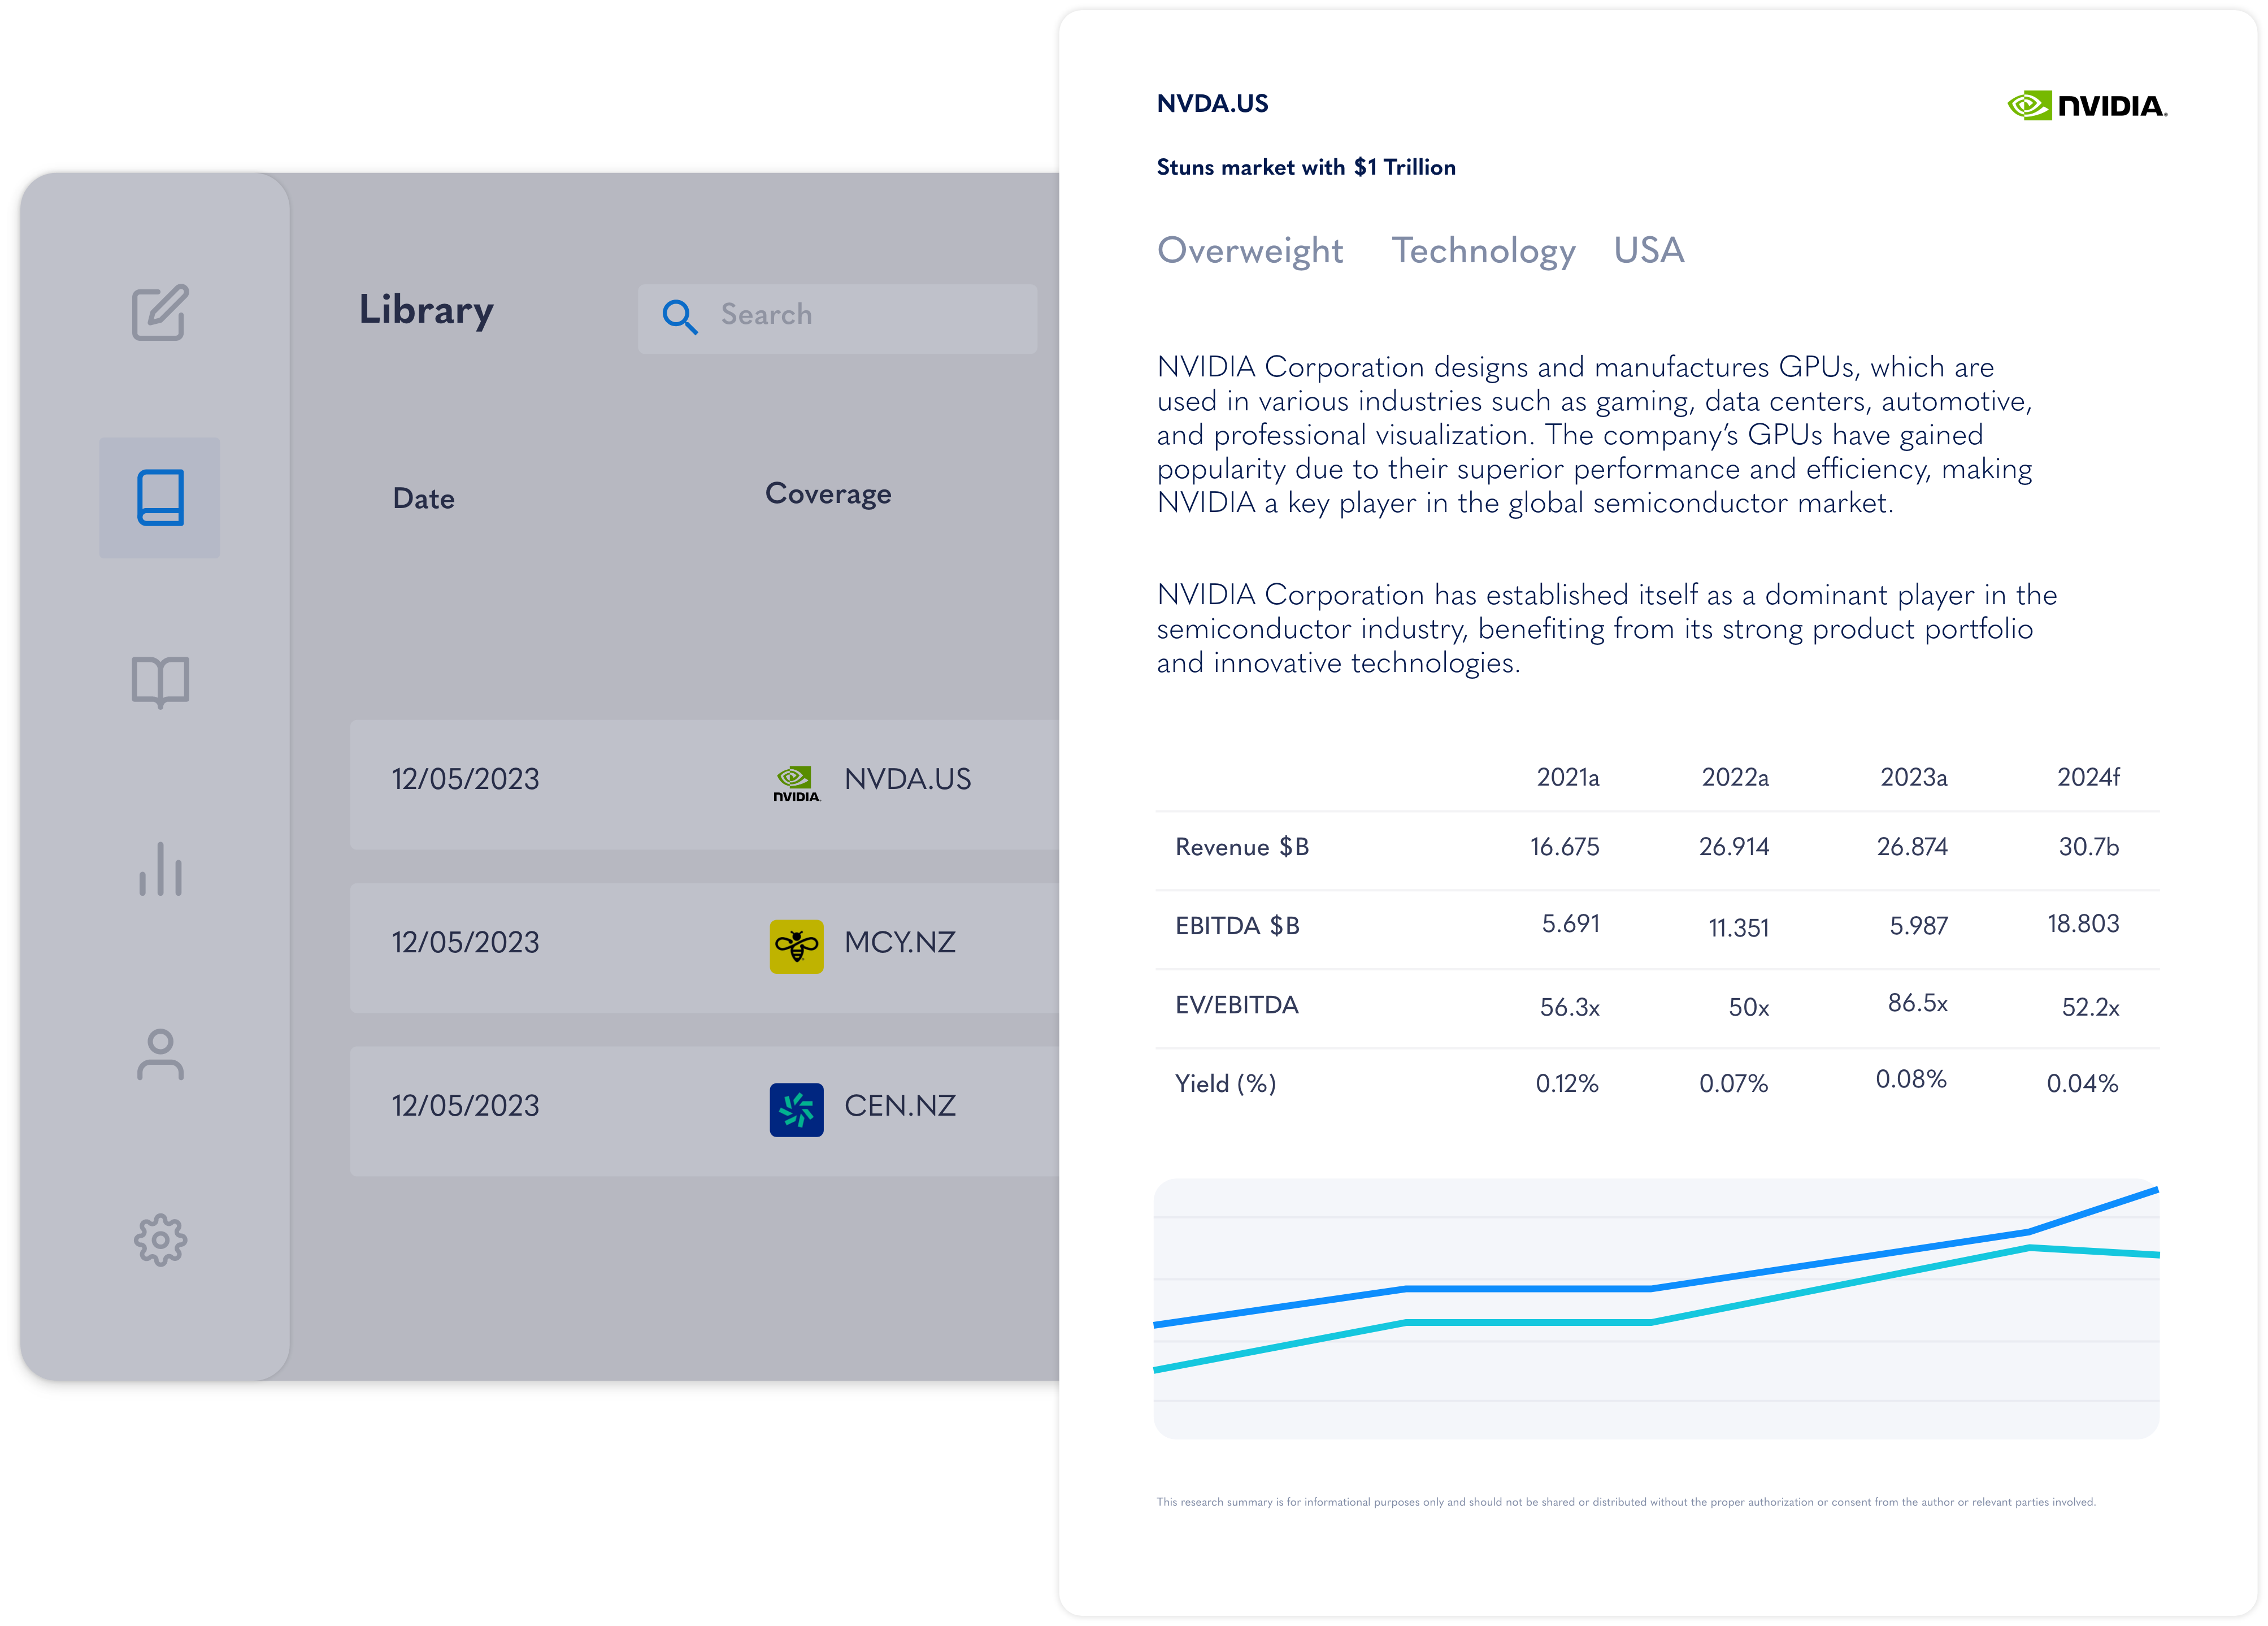 Library
Search
Date Coverage
12/05/2023 NVIDIA. NVDA.US
12/05/2023 MCY.NZ
12/05/2023 CEN.NZ
NVDA.US NVIDIA.
Stuns market with $1 Trillion
Overweight Technology USA
NVIDIA Corporation designs and manufactures GPUs, which are
used in various industries such as gaming, data centers, automotive,
and professional visualization. The company’s GPUs have gained
popularity due to their superior performance and efficiency, making
NVIDIA a key player in the global semiconductor market.
NVIDIA Corporation has established itself as a dominant player in the
semiconductor industry, benefiting from its strong product portfolio
and innovative technologies.
2021a 2022a 2023a 2024f
Revenue $B 16.675 26.914 26.874 30.7b
EBITDA $B 5.691 11.351 5.987 18.803
EV/EBITDA 56.3x 50x 86.5x 52.2x
Yield (%) 0.12% 0.07% 0.08% 0.04%
This research summary is for informational purposes only and should not be shared or distributed without the proper authorization or consent from the author or relevant parties involved.